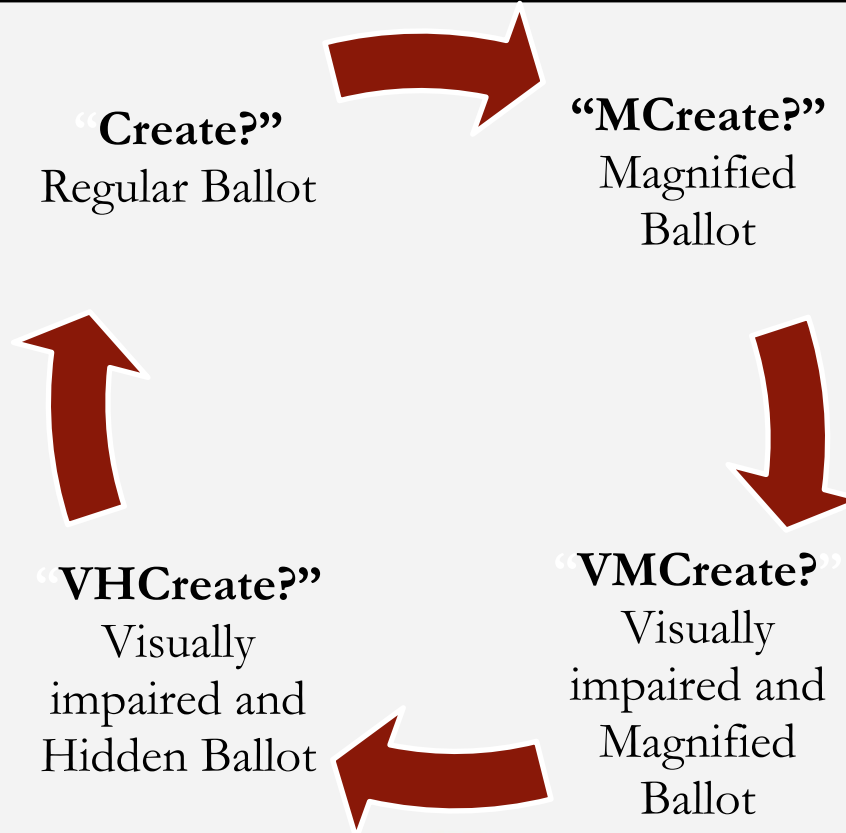 “Create?”
Regular Ballot
“MCreate?”
Magnified
Ballot
“VMCreate?”
Visually
impaired and
Magnified
Ballot
“VHCreate?”
Visually
impaired and
Hidden Ballot